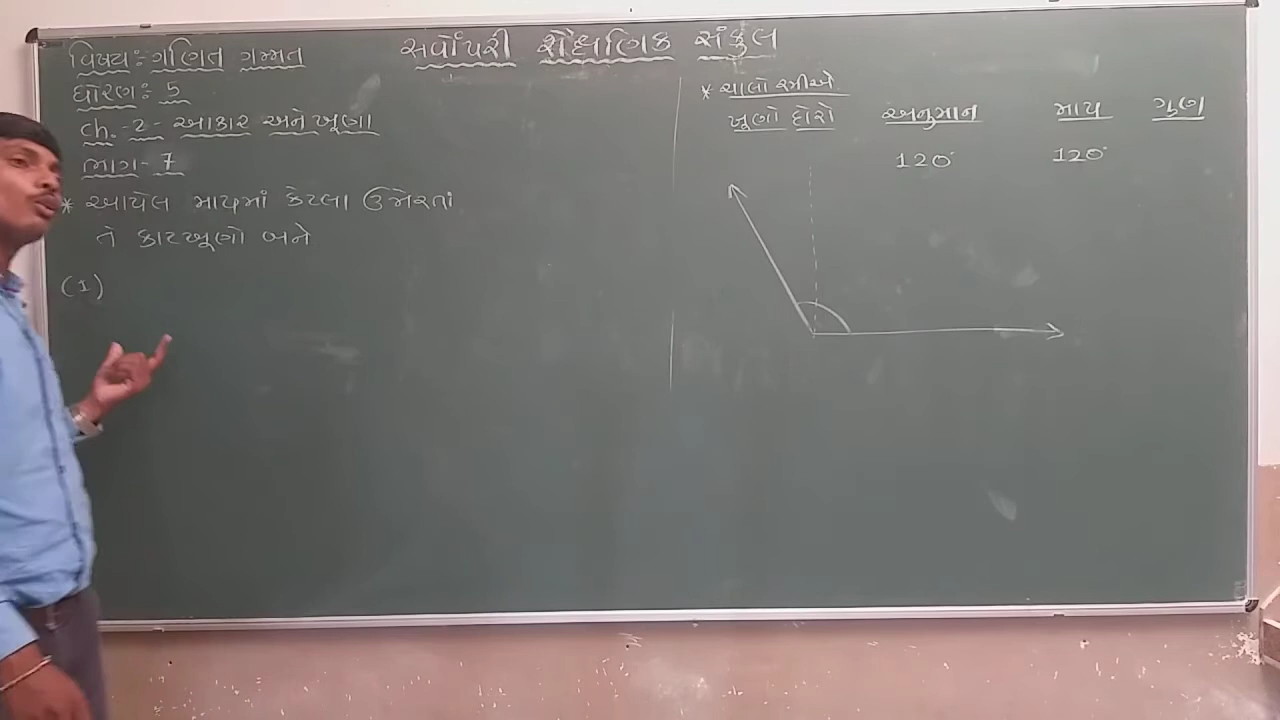 સર્વોપરી શૈક્ષણિક સંકુલ
વિષય: ગણિત ગમ્મત
ધોરણ: 5
ch. -2- આકાર અને ખૂણા
ભાગ- 7
* આપેલ માપમાં કેટલા ઉમેરતાં
તે કાટખૂણો બને
(1)
* ચાલો રમીએ
ખૂણો દોરો અનુમાન માપ ગુણ
120° 120°